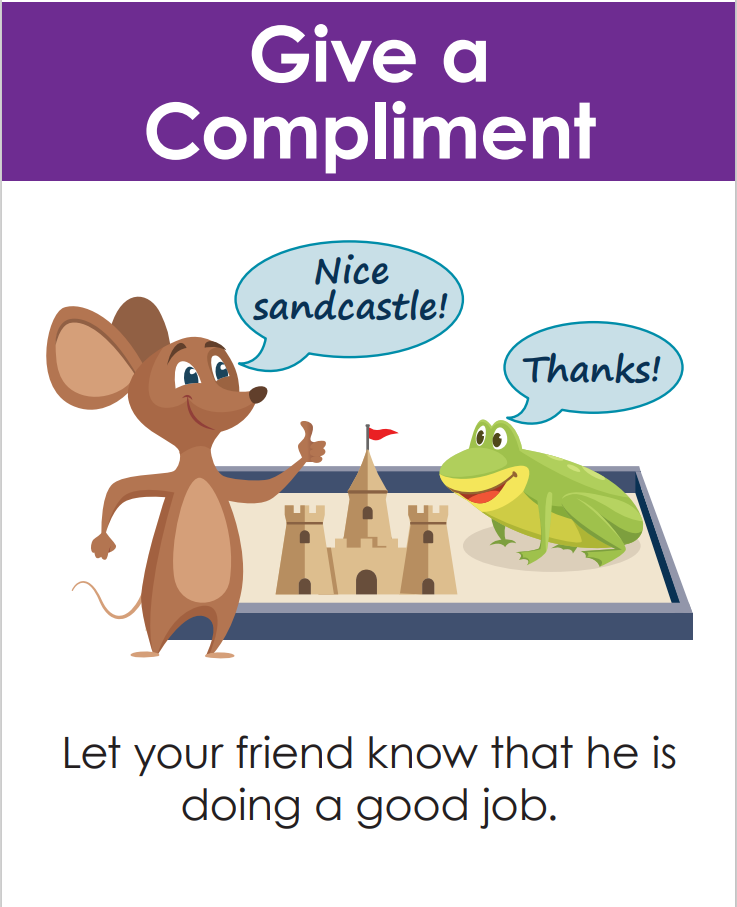 Give a
Compliment
Nice
sandcastle!
Thanks!
Let your friend know that he is
doing a good job.